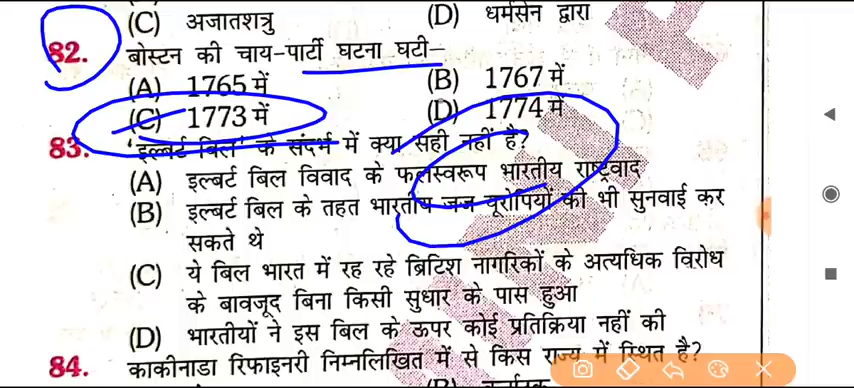 (C) अजातशत्रु (D) धर्मसेन द्वारा
82. बोस्टन की चाय-पार्टी घटना घटी–
(A) 1765 में (B) 1767 में
(C) 1773 में (D) 1774 में
83. 'इल्बर्ट बिल' के संदर्भ में क्या सही नहीं है?
(A) इल्बर्ट बिल विवाद के फलस्वरूप भारतीय राष्ट्रवाद
(B) इल्बर्ट बिल के तहत भारतीय जज यूरोपियों की भी सुनवाई कर
सकते थे
(C) ये बिल भारत में रह रहे ब्रिटिश नागरिकों के अत्यधिक विरोध
के बावजूद बिना किसी सुधार के पास हुआ
(D) भारतीयों ने इस बिल के ऊपर कोई प्रतिक्रिया नहीं की
84. काकीनाडा रिफाइनरी निम्नलिखित में से किस राज्य में स्थित है?
(B)